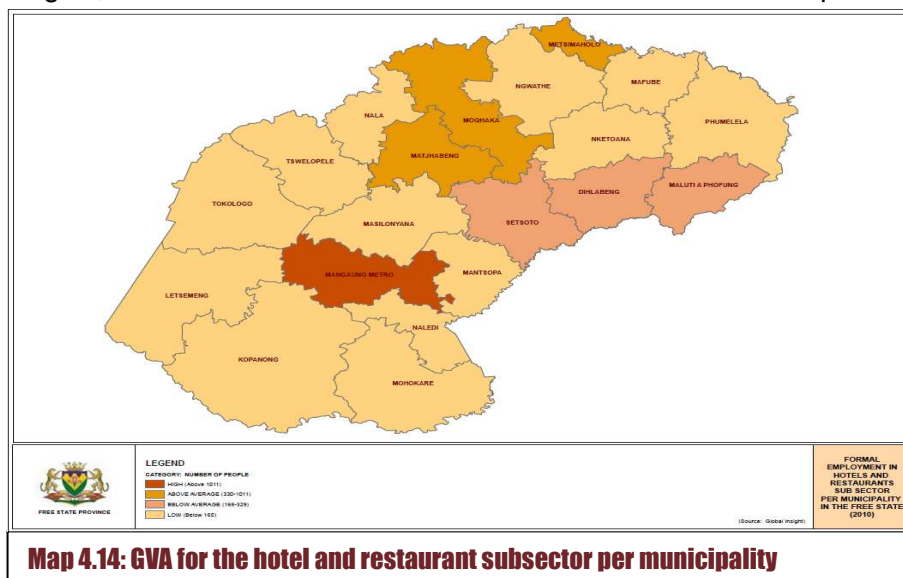 METSIMAHOLO
NGWATHE
MAFUBE
NALA
MOQHAKA
PHUMELELA
NKETOANA
MATJHABENG
TSWELOPELE
MALUTI A PHOFUNG
DIHLABENG
TOKOLOGO
SETSOTO
MASILONYANA
MANGAUNG METRO
MANTSOPA
LETSEMENG
NALEDI
KOPANONG
MOHOKARE
FREE STATE PROVINCE
LEGEND
CATEGORY: NUMBER OF PEOPLE
HIGH (Above 1011)
ABOVE AVERAGE (330-1011)
BELOW AVERAGE (165-329)
LOW (Below 165)
(Source: Global Insight)
FORMAL
EMPLOYMENT IN
HOTELS AND
RESTAURANTS
SUB SECTOR
PER MUNICIPALITY
IN THE FREE STATE
(2010)
Map 4.14: GVA for the hotel and restaurant subsector per municipality